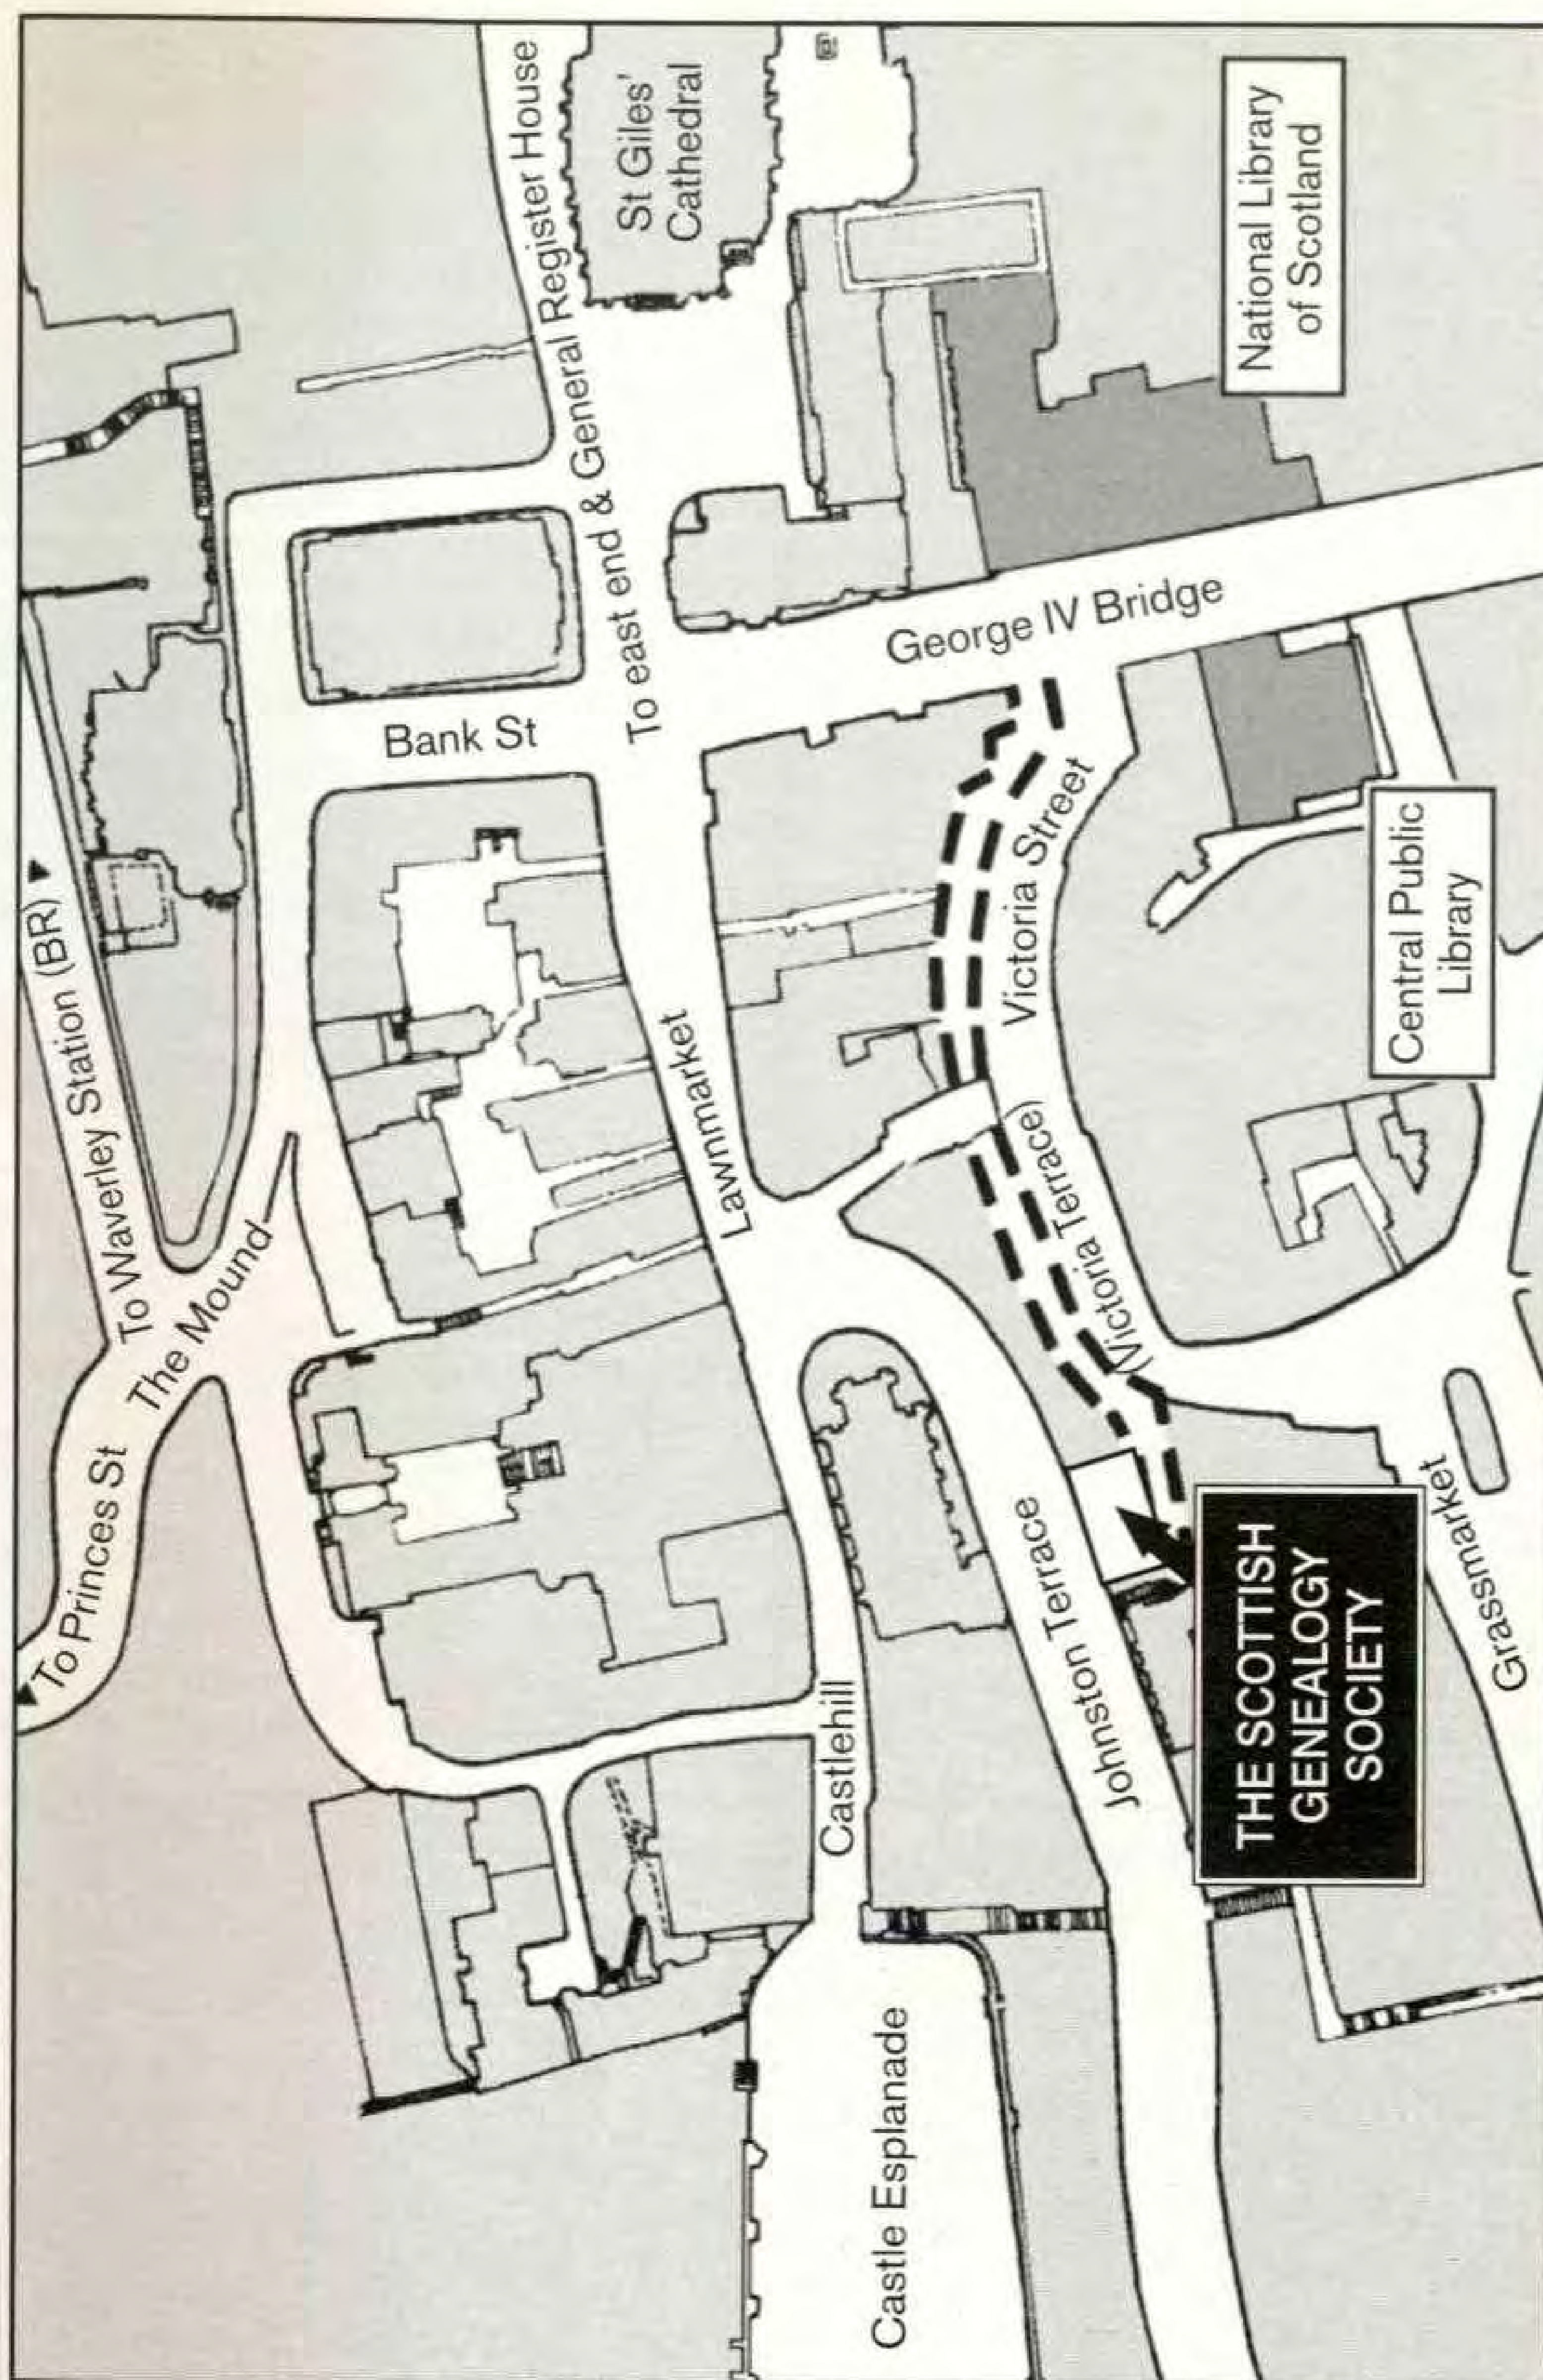 To Princes St
The Mound
To Waverley Station (BR)
Bank St
To east end & General Register House
St Giles'
Cathedral
Castle Esplanade
Castlehill
Lawnmarket
Johnston Terrace
(Victoria Terrace)
Victoria Street
George IV Bridge
THE SCOTTISH
GENEALOGY
SOCIETY
Grassmarket
Central Public
Library
National Library
of Scotland